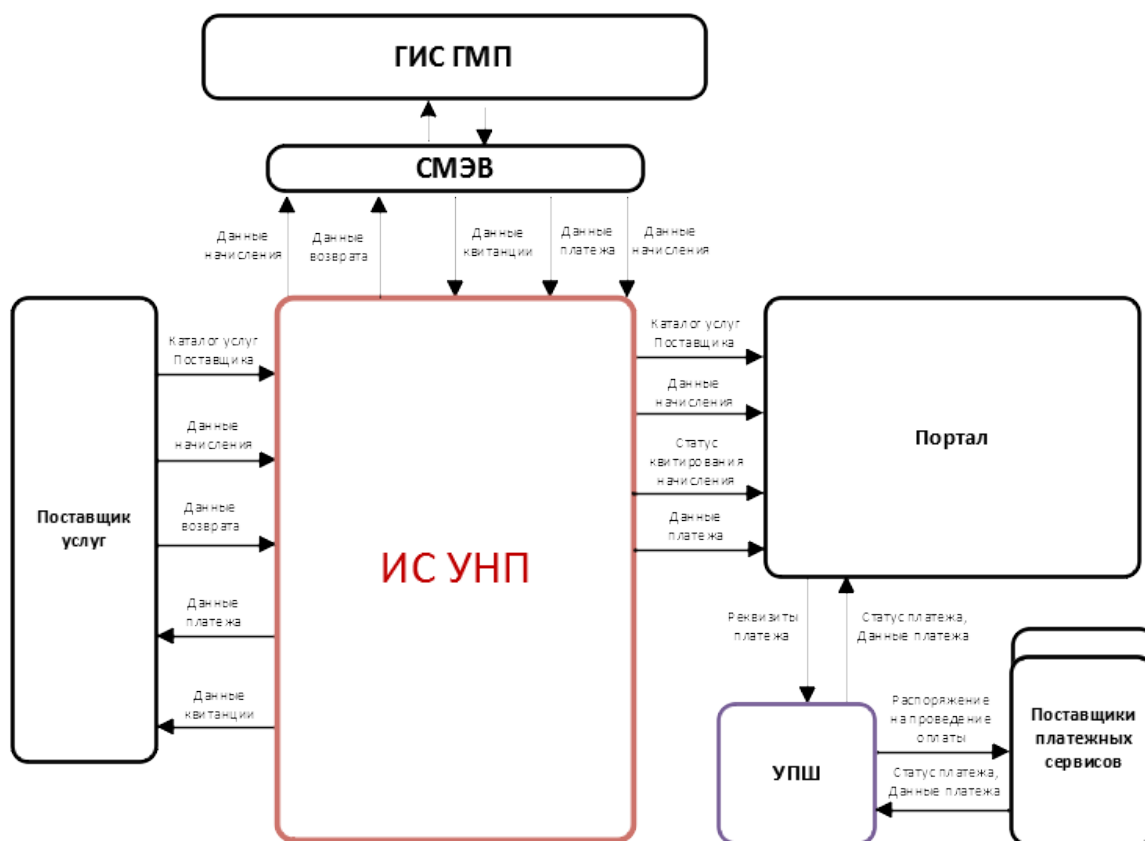 ГИС ГМП
СМЭВ
Данные
начисления
Данные
возврата
Данные
квитанции
Данные
платежа
Данные
начисления
Поставщик
услуг
Каталог услуг
Поставщика
Данные
начисления
Данные
возврата
Данные
платежа
Данные
квитанции
ИС УНП
Каталог услуг
Поставщика
Данные
начисления
Статус
квитирования
начисления
Данные
платежа
Портал
Реквизиты
платежа
Статус платежа,
Данные платежа
УПШ
Распоряжение
на проведение
оплаты
Статус платежа,
Данные платежа
Поставщики
платежных
сервисов